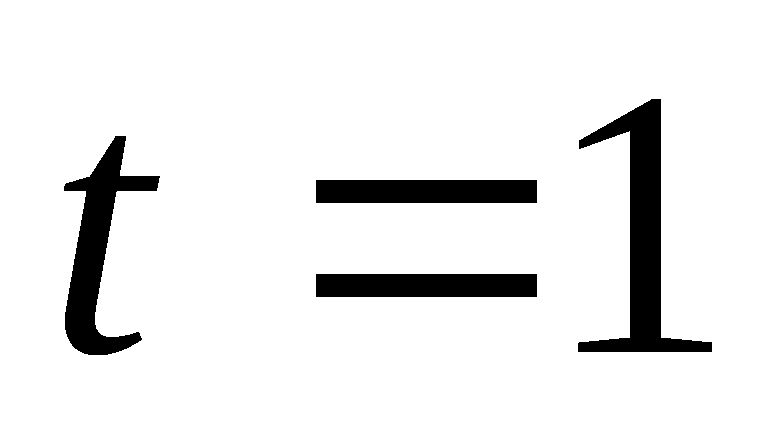 t = 1